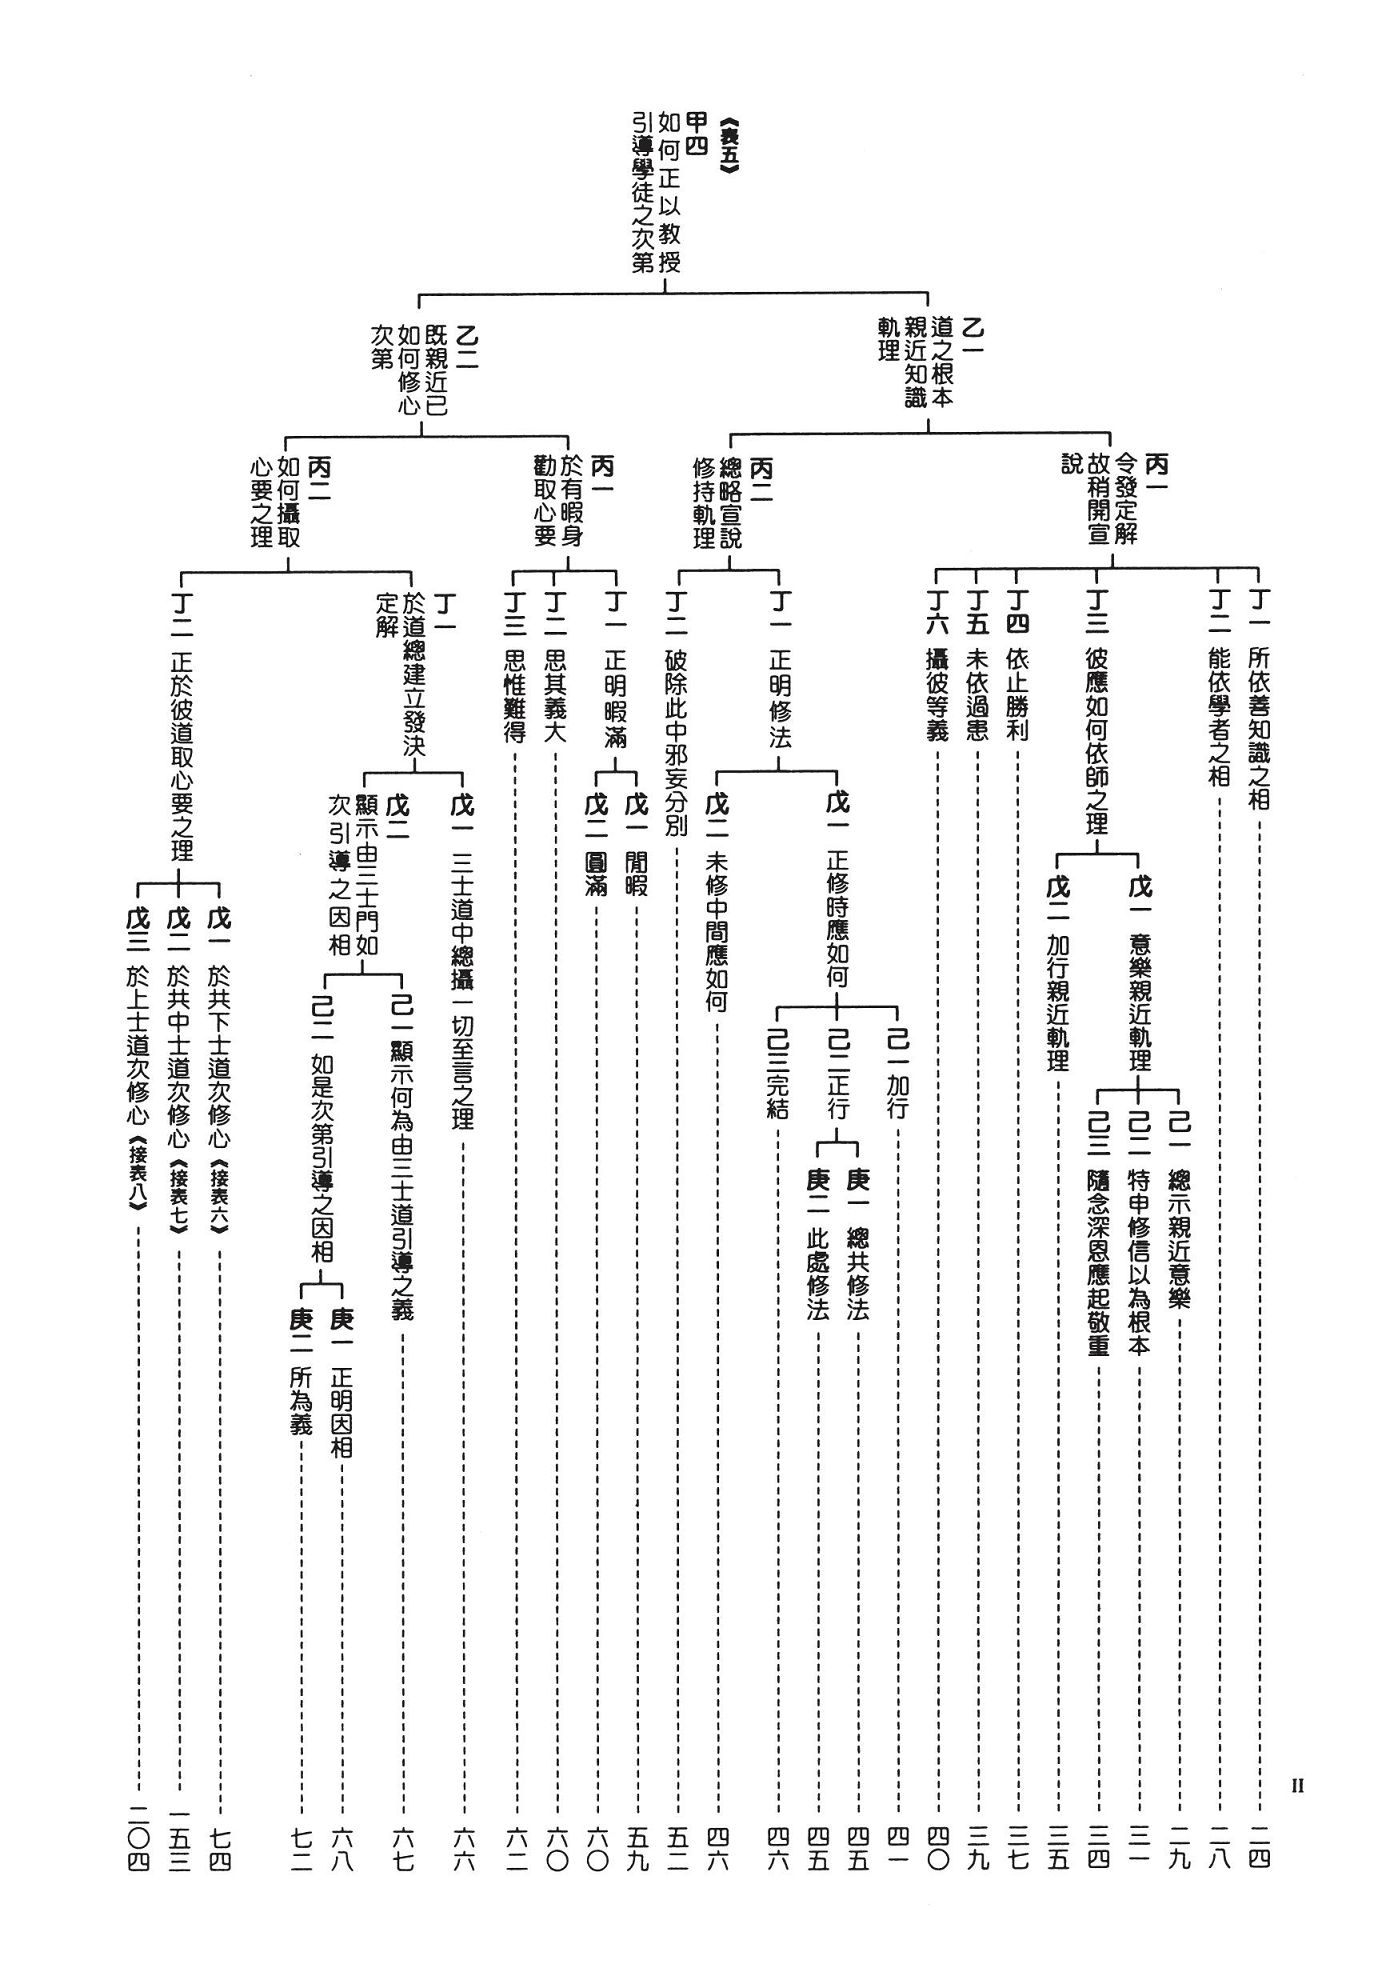 《表五》
甲四
如何正以教授
引導學徒之次第
乙一
道之根本
親近知識
軌理
丙一
令發定解
故稍開宣
說
丁一 所依善知識之相 二四
丁二 能依學者之相 二八
丁三 彼應如何依師之理
戊一 意樂親近軌理
己一 總示親近意樂 二九
己二 特申修信以為根本 三一
己三 隨念深恩應起敬重 三四
戊二 加行親近軌理 三五
丁四 依止勝利 三七
丁五 未依過患 三九
丁六 攝彼等義 四〇
丙二
總略宣說
修持軌理
丁一 正明修法
戊一 正修時應如何
己一加行 四一
己二正行
庚一 總共修法 四五
庚二 此處修法 四五
己三完結 四六
戊二 未修中間應如何 四六
丁二 破除此中邪妄分別 五二
乙二
既親近已
如何修心
次第
丙一
於有暇身
勸取心要
丁一 正明暇滿
戊一 閒暇 五九
戊二 圓滿 六〇
丁二 思其義大 六〇
丁三 思惟難得 六二
丙二
如何攝取
心要之理
丁一
於道總建立發決
定解
戊一 三士道中總攝一切至言之理 六六
戊二
顯示由三士門如
次引導之因相
己一 顯示何為由三士道引導之義 六七
己二 如是次第引導之因相
庚一 正明因相 六八
庚二 所為義 七二
丁二 正於彼道取心要之理
戊一 於共下士道次修心《接表六》 七四
戊二 於共中士道次修心《接表七》 一五三
戊三 於上士道次修心《接表八》 二〇四
II